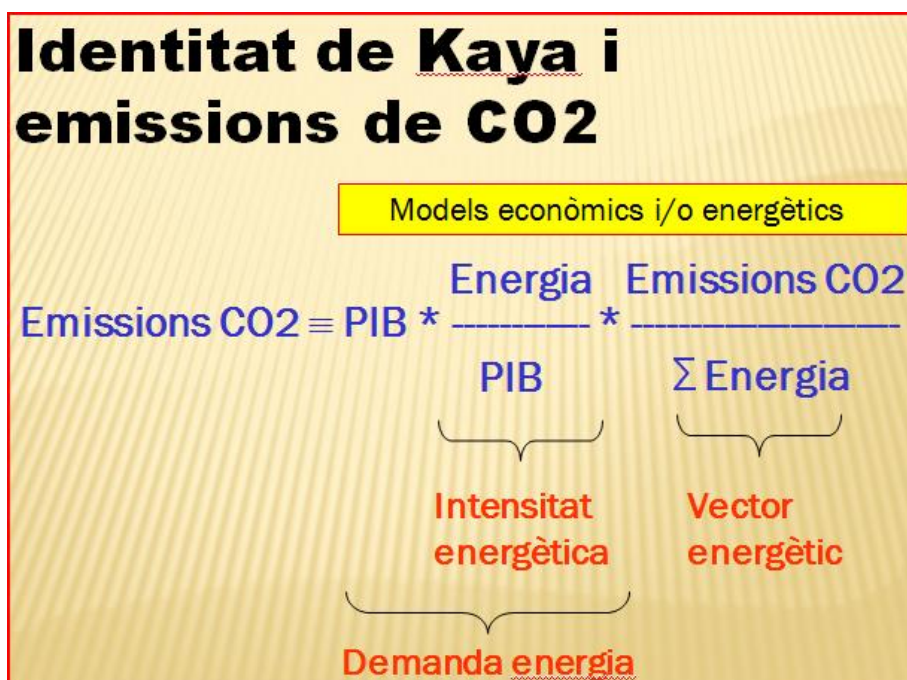 Identitat de Kaya i
emissions de CO2
Models econòmics i/o energètics
Energia Emissions CO2
Emissions CO2 ≡ PIB * ------------- * -------------------------
PIB Σ Energia
Intensitat Vector
energètica energètic
Demanda energia